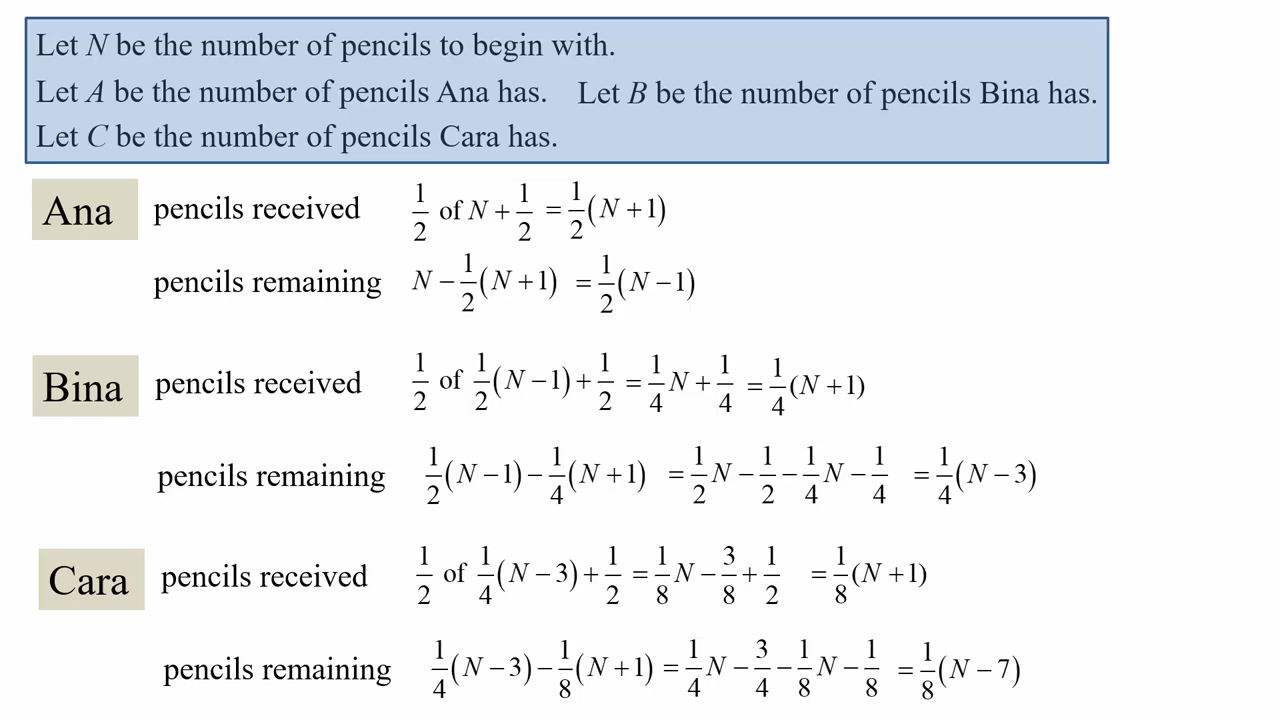 Let N be the number of pencils to begin with.
Let A be the number of pencils Ana has. Let B be the number of pencils Bina has.
Let C be the number of pencils Cara has.
Ana pencils received 1/2 of N + 1/2 = 1/2(N + 1)
pencils remaining N − 1/2(N + 1) = 1/2(N − 1)
Bina pencils received 1/2 of 1/2(N − 1) + 1/2 = 1/4N + 1/4 = 1/4(N + 1)
pencils remaining 1/2(N − 1) − 1/4(N + 1) = 1/2N − 1/2 − 1/4N − 1/4 = 1/4(N − 3)
Cara pencils received 1/2 of 1/4(N − 3) + 1/2 = 1/8N − 3/8 + 1/2 = 1/8(N + 1)
pencils remaining 1/4(N − 3) − 1/8(N + 1) = 1/4N − 3/4 − 1/8N − 1/8 = 1/8(N − 7)